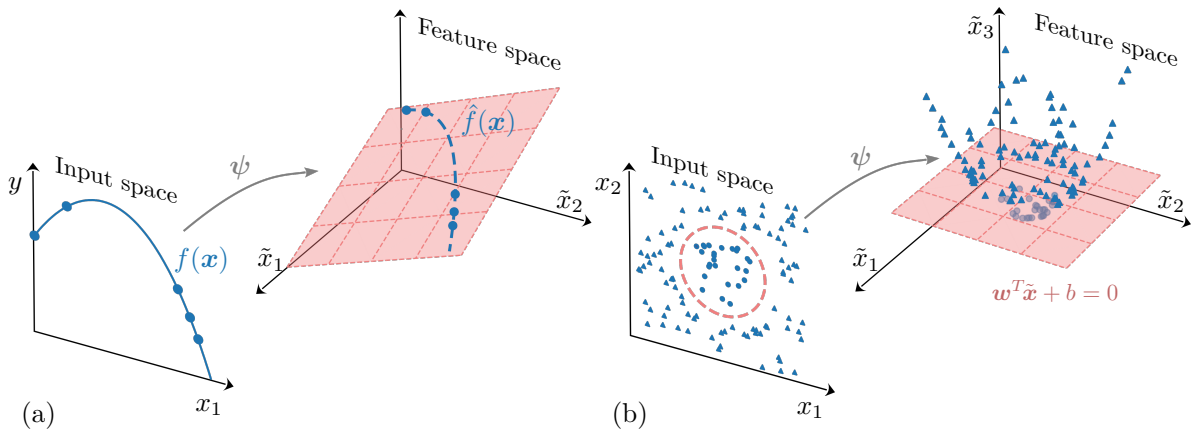 Feature space
f̂(x)
ψ
Input space
y
x̃₂
x̃₁
f(x)
x₁
(a)
x̃₃
Feature space
ψ
Input space
x₂
x̃₂
x̃₁
wᵀx̃ + b = 0
x₁
(b)